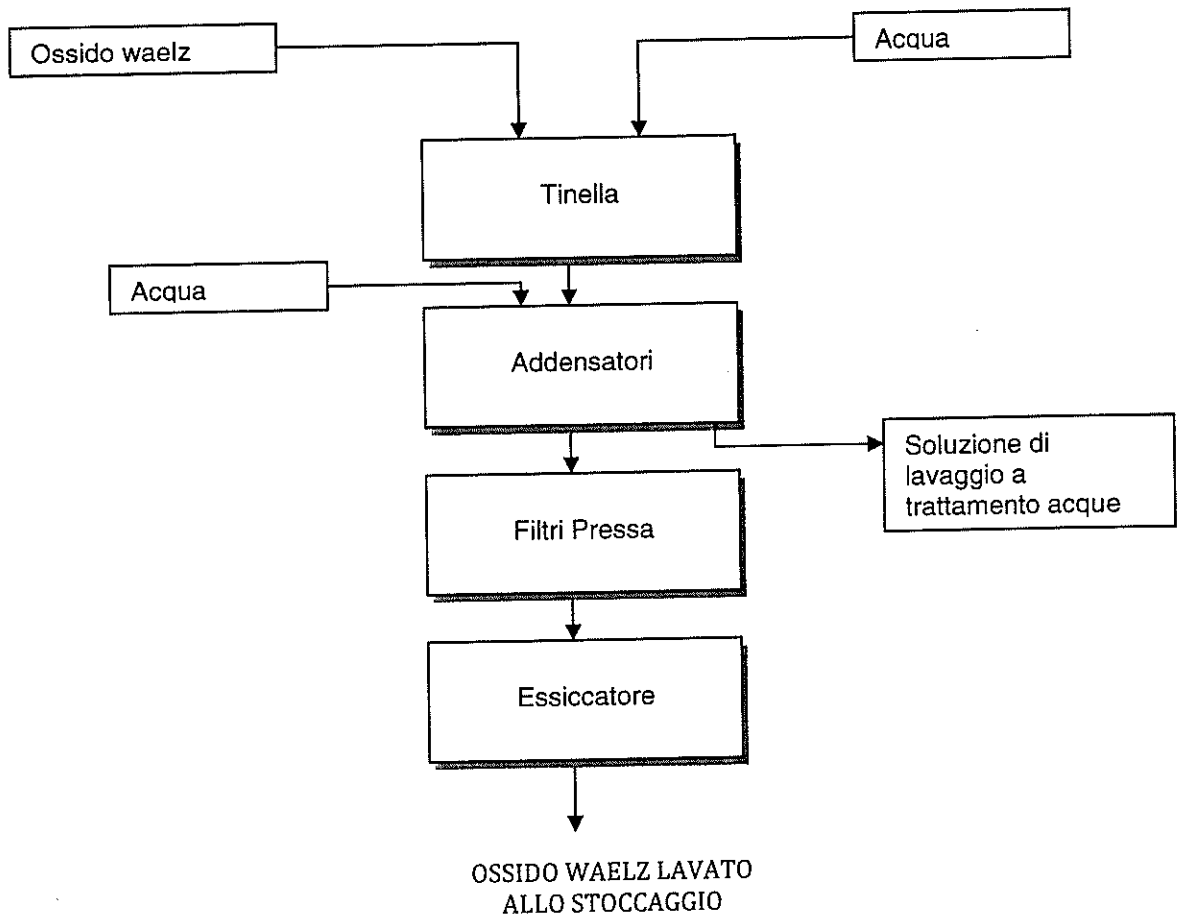 Ossido waelz
Acqua
Tinella
Acqua
Addensatori
Soluzione di
lavaggio a
trattamento acque
Filtri Pressa
Essiccatore
OSSIDO WAELZ LAVATO
ALLO STOCCAGGIO